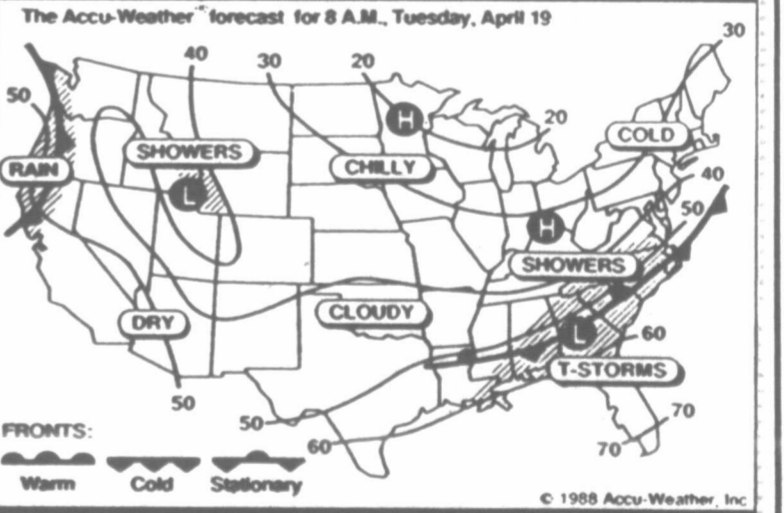 The Accu-Weather forecast for 8 A.M., Tuesday, April 19
30
40
30
20
50
20
COLD
SHOWERS
RAIN
CHILLY
H
40
L
50
H
SHOWERS
DRY
CLOUDY
L
60
T-STORMS
50
50
70
60
70
FRONTS:
Warm Cold Stationary
© 1988 Accu-Weather, Inc